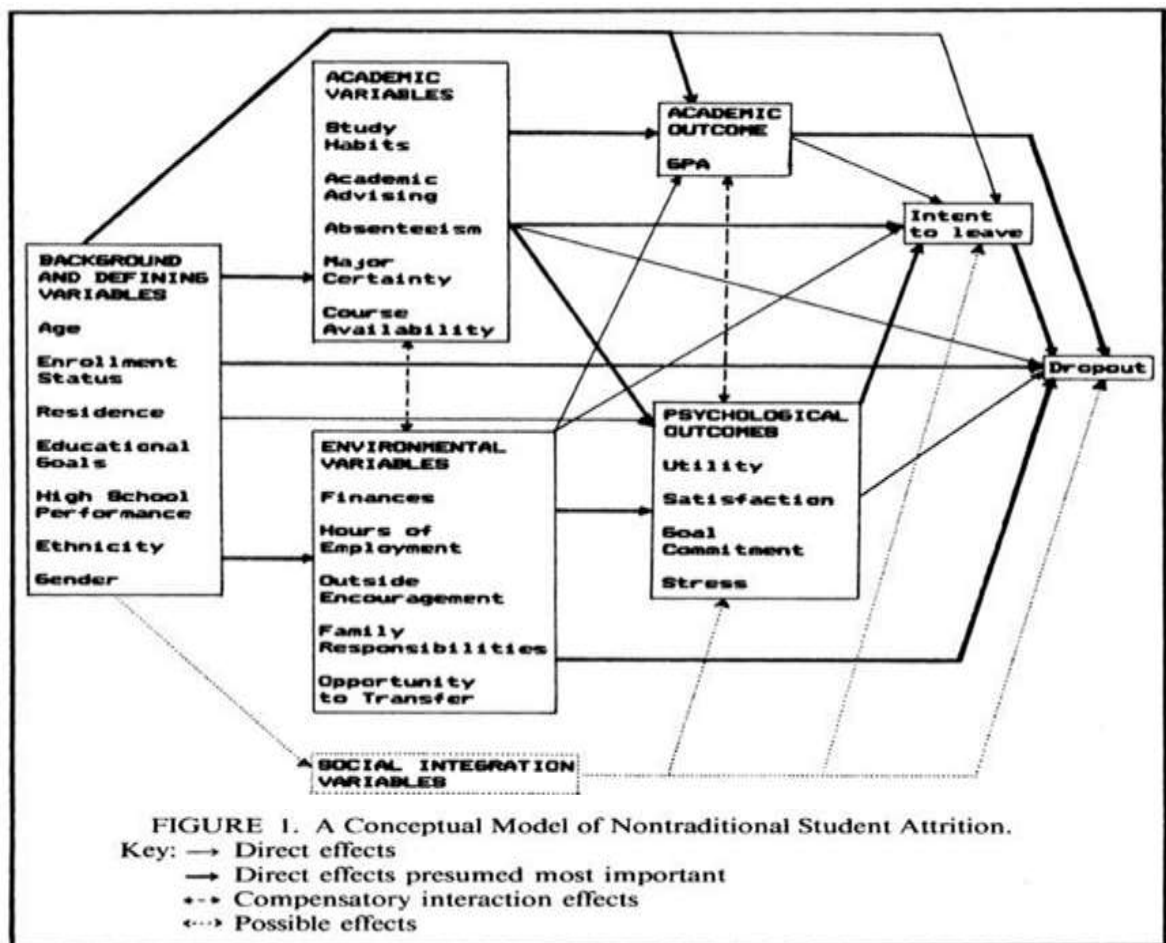 ACADEMIC
VARIABLES
Study
Habits
Academic
Advising
Absenteeism
Major
Certainty
Course
Availability
ACADEMIC
OUTCOME
GPA
Intent
to leave
BACKGROUND
AND DEFINING
VARIABLES
Age
Enrollment
Status
Residence
Educational
Goals
High School
Performance
Ethnicity
Gender
Dropout
ENVIRONMENTAL
VARIABLES
Finances
Hours of
Employment
Outside
Encouragement
Family
Responsibilities
Opportunity
to Transfer
PSYCHOLOGICAL
OUTCOMES
Utility
Satisfaction
Goal
Commitment
Stress
SOCIAL INTEGRATION
VARIABLES
FIGURE 1. A Conceptual Model of Nontraditional Student Attrition.
Key: → Direct effects
→ Direct effects presumed most important
Compensatory interaction effects
Possible effects